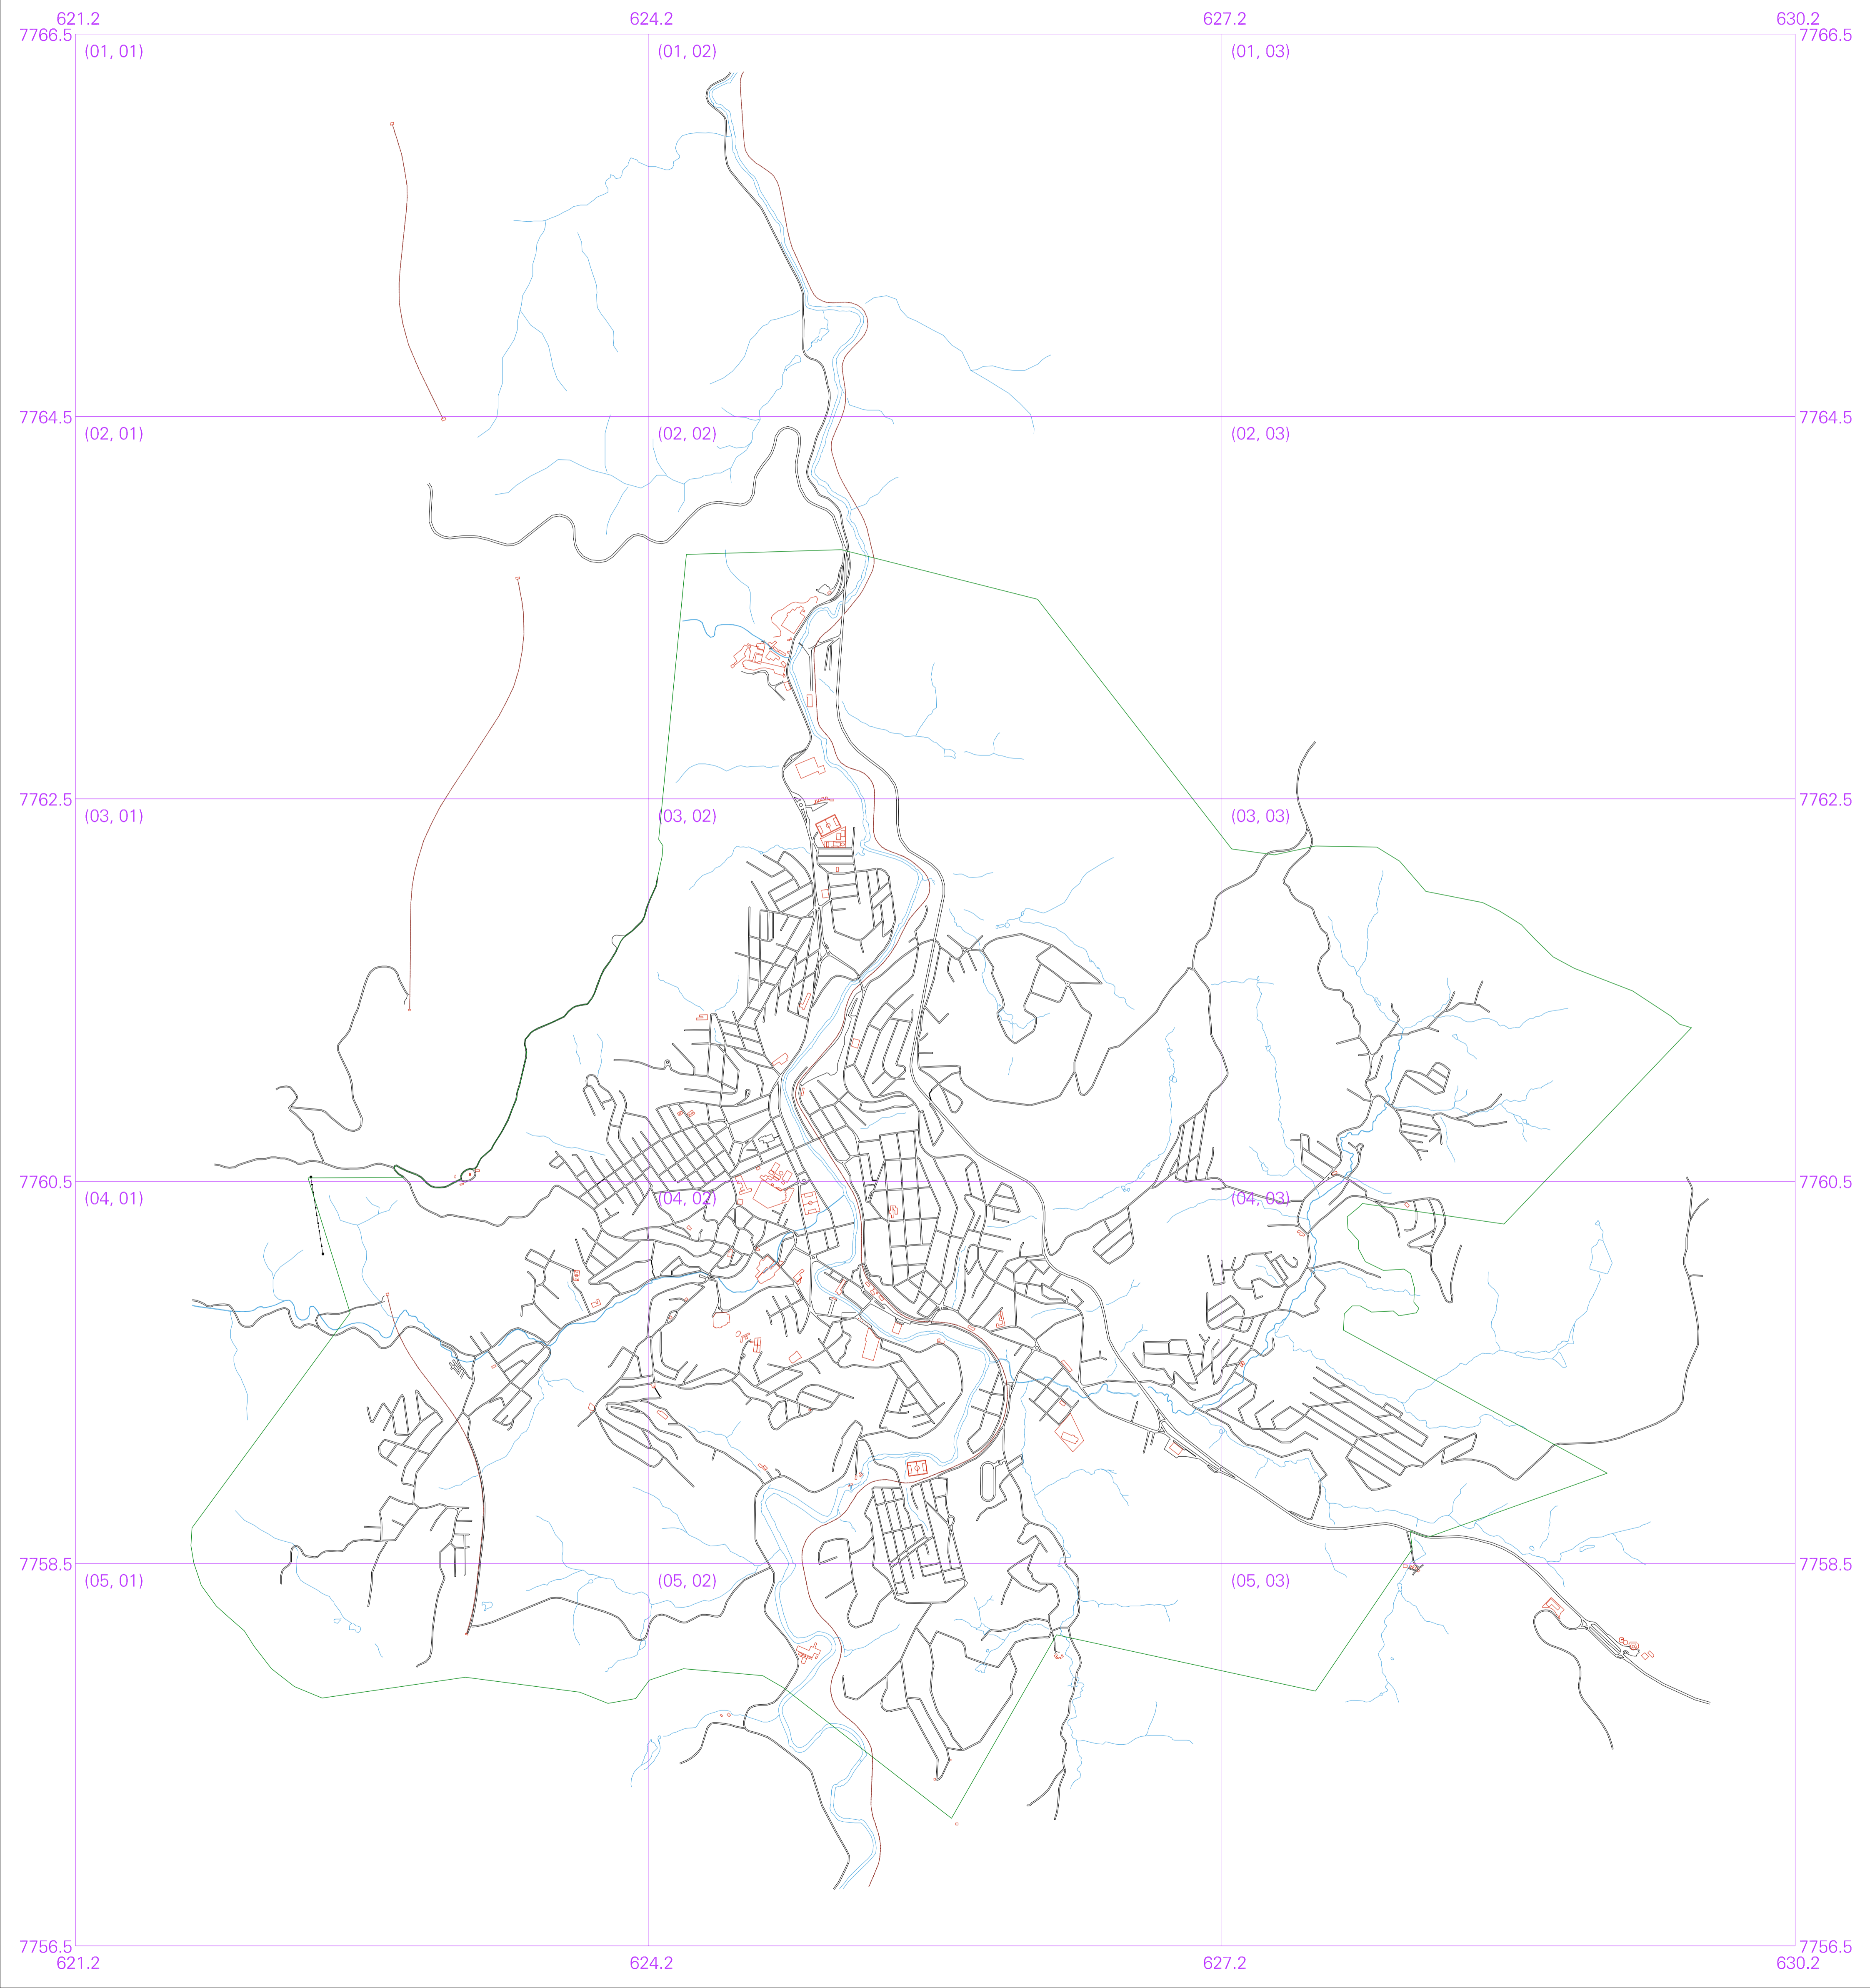 621.2 624.2 627.2 630.2
7766.5 7766.5
(01, 01) (01, 02) (01, 03)
7764.5 7764.5
(02, 01) (02, 02) (02, 03)
7762.5 7762.5
(03, 01) (03, 02) (03, 03)
7760.5 7760.5
(04, 01) (04, 02) (04, 03)
7758.5 7758.5
(05, 01) (05, 02) (05, 03)
7756.5 7756.5
621.2 624.2 627.2 630.2